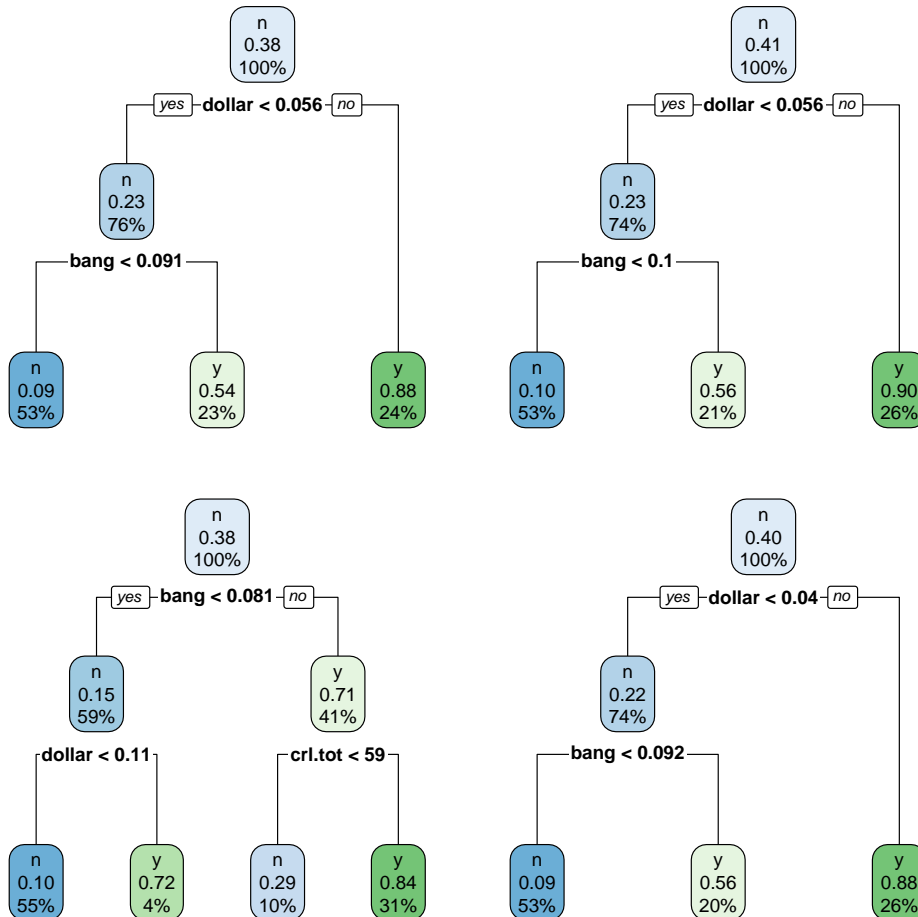 n
0.38
100%
yes dollar < 0.056 no
n
0.23
76%
bang < 0.091
n
0.09
53%
y
0.54
23%
y
0.88
24%
n
0.41
100%
yes dollar < 0.056 no
n
0.23
74%
bang < 0.1
n
0.10
53%
y
0.56
21%
y
0.90
26%
n
0.38
100%
yes bang < 0.081 no
n
0.15
59%
y
0.71
41%
dollar < 0.11
crl.tot < 59
n
0.10
55%
y
0.72
4%
n
0.29
10%
y
0.84
31%
n
0.40
100%
yes dollar < 0.04 no
n
0.22
74%
bang < 0.092
n
0.09
53%
y
0.56
20%
y
0.88
26%